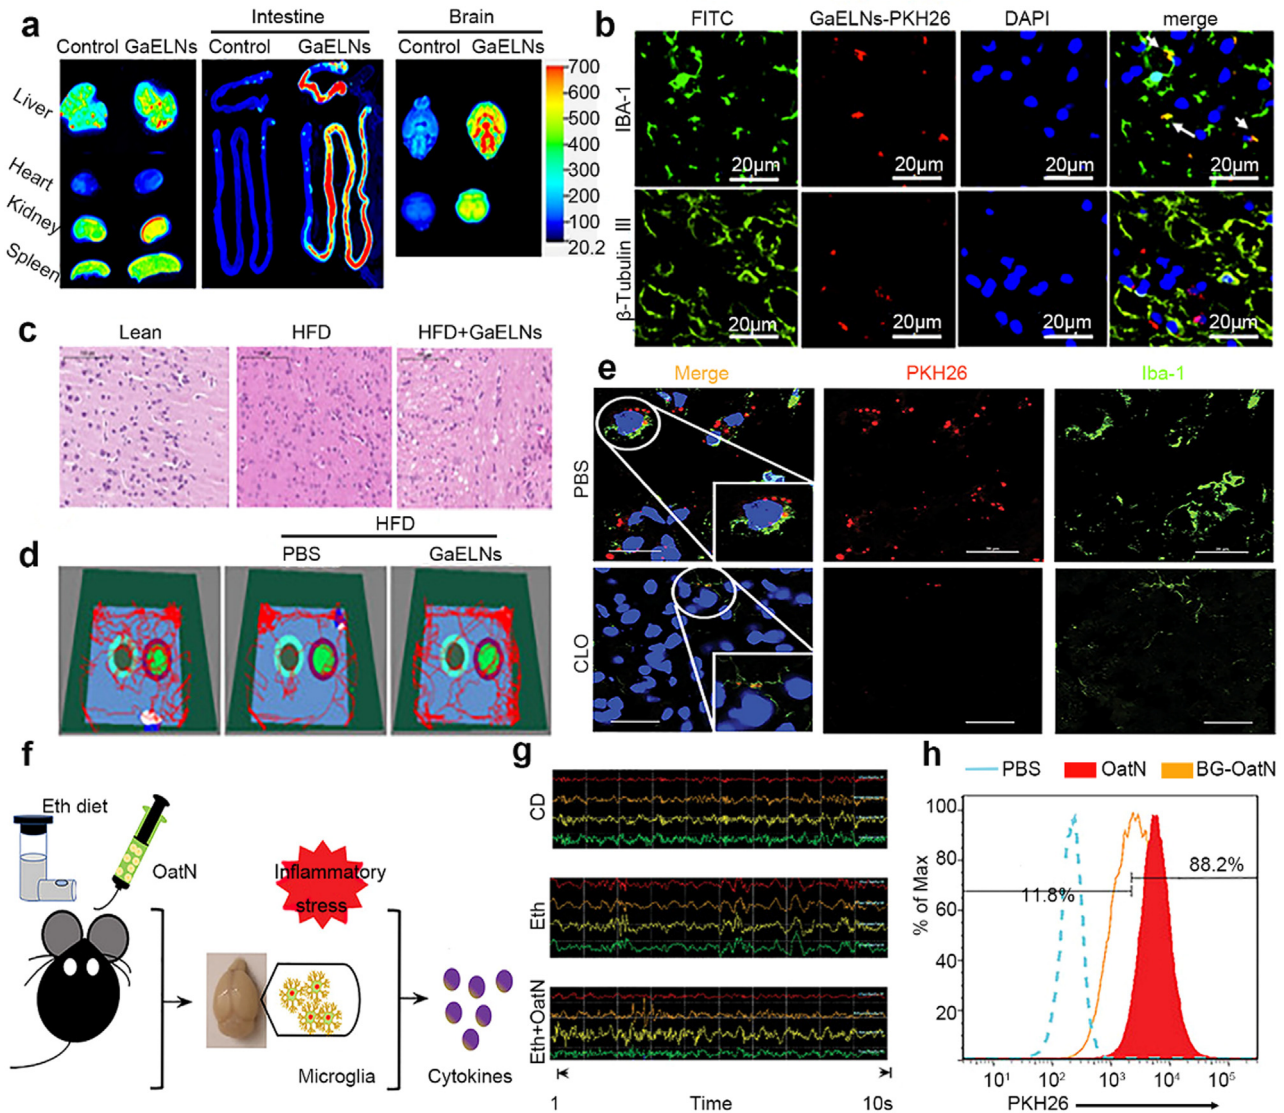 a
Intestine
Brain
Control GaELNs
Control GaELNs
Control GaELNs
Liver
Heart
Kidney
Spleen
700
600
500
400
300
200
100
20.2
b
FITC
GaELNs-PKH26
DAPI
merge
IBA-1
20μm
20μm
20μm
20μm
β-Tubulin III
20μm
20μm
20μm
20μm
c
Lean
HFD
HFD+GaELNs
d
HFD
PBS
GaELNs
e
Merge
PKH26
Iba-1
PBS
CLO
f
Eth diet
OatN
Inflammatory
stress
Microglia
Cytokines
g
CD
Eth
Eth+OatN
1
Time
10s
h
PBS
OatN
BG-OatN
% of Max
100
80
60
40
20
88.2%
11.8%
10¹
10²
10³
10⁴
10⁵
PKH26